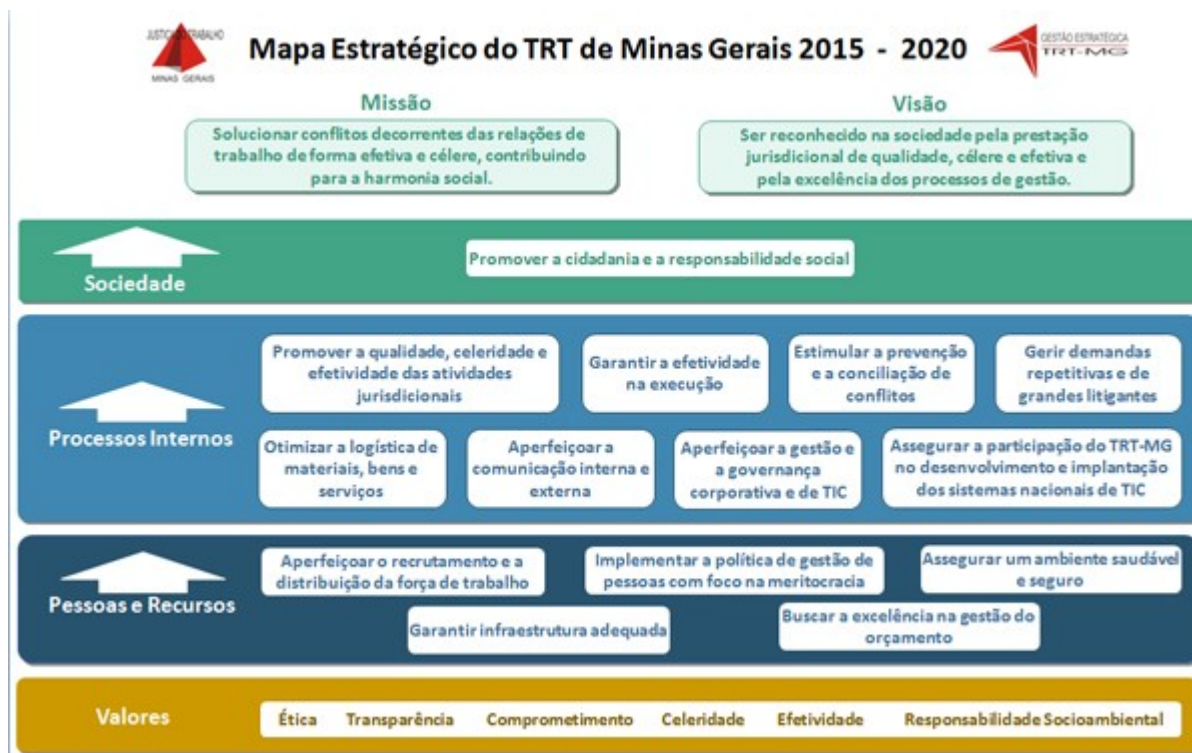 JUSTIÇA DO TRABALHO
MINAS GERAIS
Mapa Estratégico do TRT de Minas Gerais 2015 - 2020
GESTÃO ESTRATÉGICA
TRT-MG
Missão
Solucionar conflitos decorrentes das relações de
trabalho de forma efetiva e célere, contribuindo
para a harmonia social.
Visão
Ser reconhecido na sociedade pela prestação
jurisdicional de qualidade, célere e efetiva e
pela excelência dos processos de gestão.
Sociedade
Promover a cidadania e a responsabilidade social
Processos Internos
Promover a qualidade, celeridade e
efetividade das atividades
jurisdicionais
Garantir a efetividade
na execução
Estimular a prevenção
e a conciliação de
conflitos
Gerir demandas
repetitivas e de
grandes litigantes
Otimizar a logística de
materiais, bens e
serviços
Aperfeiçoar a
comunicação interna e
externa
Aperfeiçoar a gestão e
a governança
corporativa e de TIC
Assegurar a participação do TRT-MG
no desenvolvimento e implantação
dos sistemas nacionais de TIC
Pessoas e Recursos
Aperfeiçoar o recrutamento e a
distribuição da força de trabalho
Implementar a política de gestão de
pessoas com foco na meritocracia
Assegurar um ambiente saudável
e seguro
Garantir infraestrutura adequada
Buscar a excelência na gestão do
orçamento
Valores
Ética Transparência Comprometimento Celeridade Efetividade Responsabilidade Socioambiental